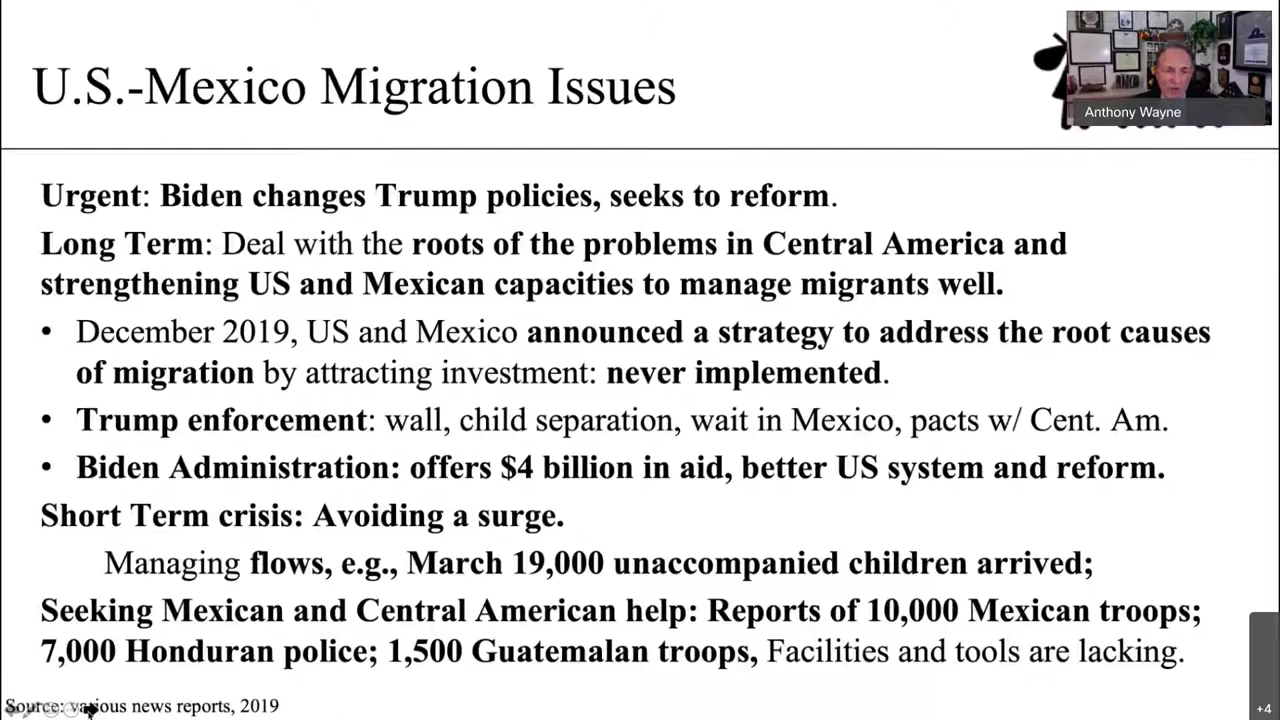 U.S.-Mexico Migration Issues
Anthony Wayne
Urgent: Biden changes Trump policies, seeks to reform.
Long Term: Deal with the roots of the problems in Central America and
strengthening US and Mexican capacities to manage migrants well.
• December 2019, US and Mexico announced a strategy to address the root causes
of migration by attracting investment: never implemented.
• Trump enforcement: wall, child separation, wait in Mexico, pacts w/ Cent. Am.
• Biden Administration: offers $4 billion in aid, better US system and reform.
Short Term crisis: Avoiding a surge.
Managing flows, e.g., March 19,000 unaccompanied children arrived;
Seeking Mexican and Central American help: Reports of 10,000 Mexican troops;
7,000 Honduran police; 1,500 Guatemalan troops, Facilities and tools are lacking.
Source: various news reports, 2019
+4